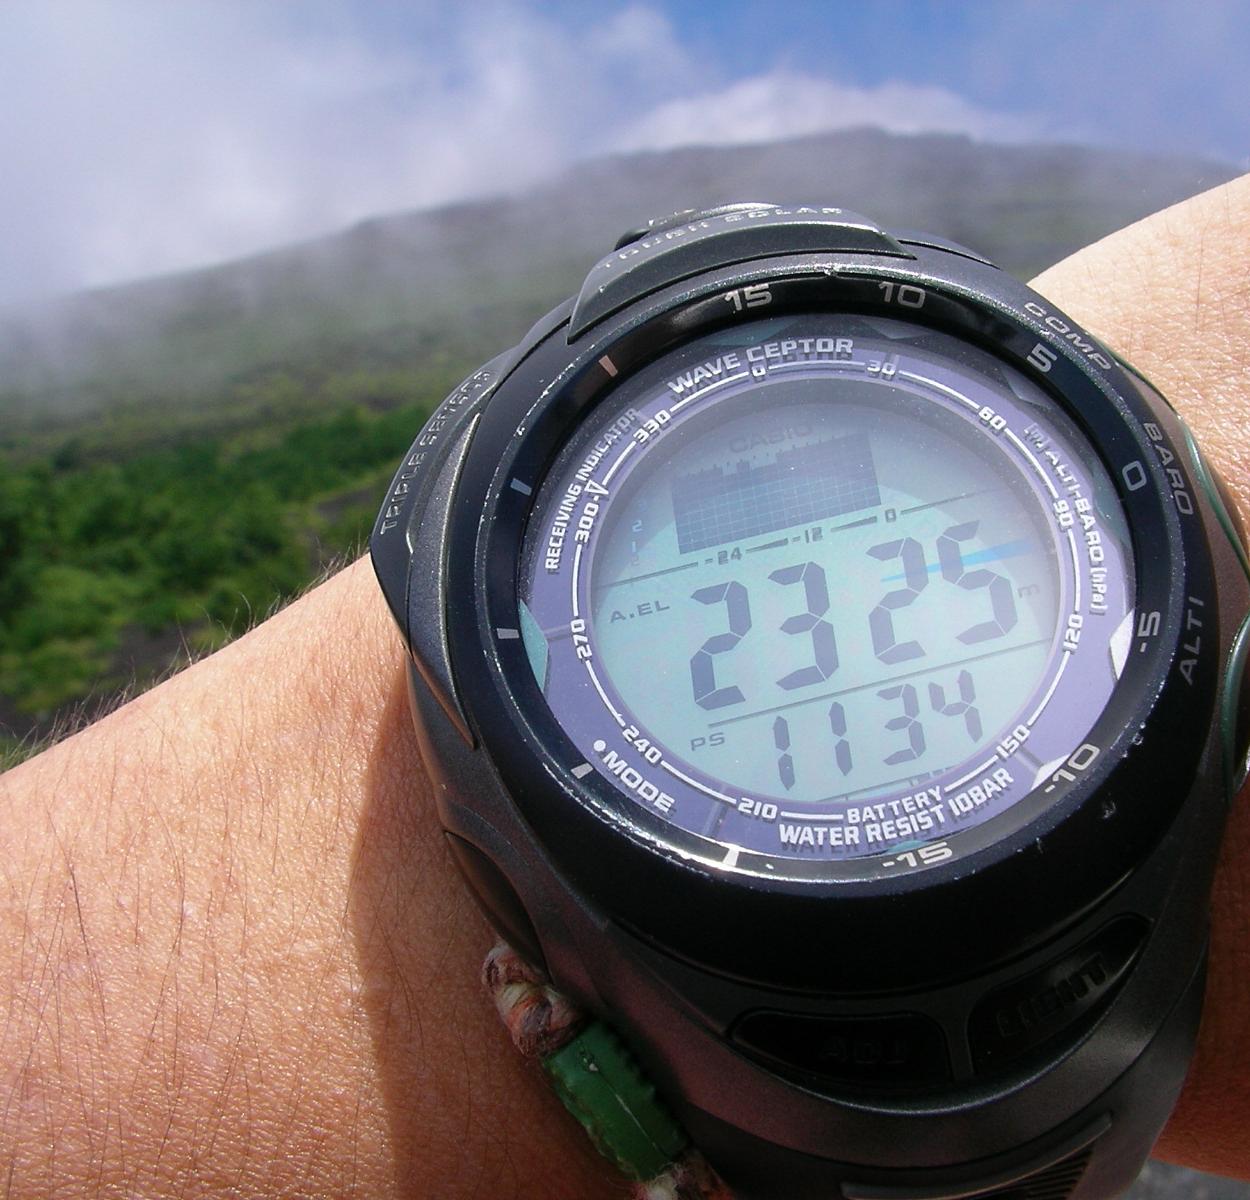 TOUGH SOLAR
TRIPLE SENSOR
COMP
BARO
ALTI
15
10
5
0
-5
-10
-15
WAVE CEPTOR
RECEIVING INDICATOR
[m] ALTI·BARO [hPa]
0
30
60
90
120
150
210
240
270
300
330
MODE
BATTERY
WATER RESIST 10BAR
CASIO
-24
-12
0
A.EL
2325 m
PS
1134
ADJ
LIGHT